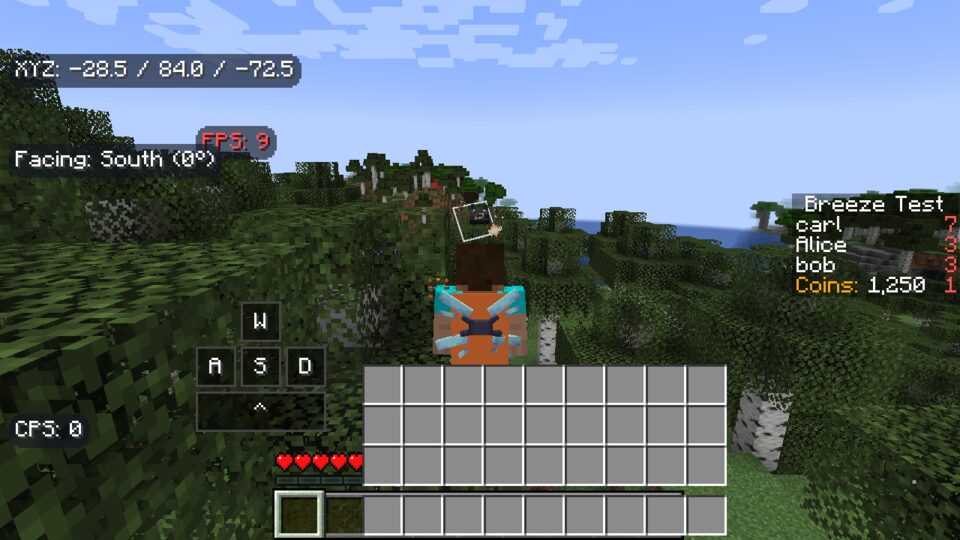 XYZ: -28.5 / 84.0 / -72.5
FPS: 9
Facing: South (0°)
Breeze Test
carl 7
Alice 3
bob 3
Coins: 1,250 1
W
A S D
^
CPS: 0